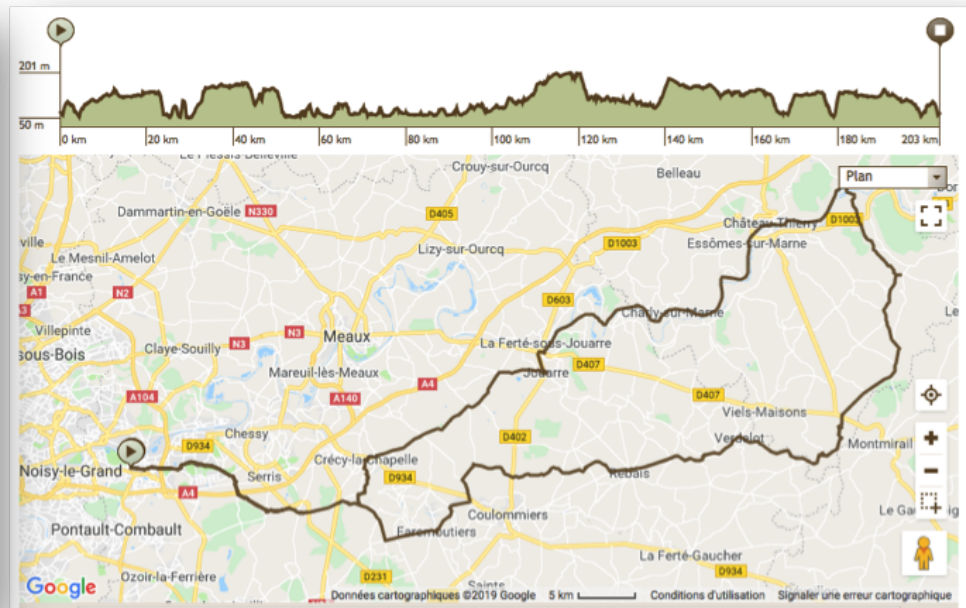 201 m
50 m
0 km 20 km 40 km 60 km 80 km 100 km 120 km 140 km 160 km 180 km 203 km
Le Plessis-Belleville
Crouy-sur-Ourcq
Belleau
Plan
Dammartin-en-Goële
N330
D405
Château-Thierry
D1003
Lizy-sur-Ourcq
D1003
Essômes-sur-Marne
Le Mesnil-Amelot
sy-en-France
A1
N2
D603
Charly-sur-Marne
Villepinte
N3
N3
Meaux
La Ferté-sous-Jouarre
sous-Bois
Claye-Souilly
Mareuil-lès-Meaux
Jouarre
D407
A4
A104
A140
D407
Viels-Maisons
Chessy
D402
Verdelot
Montmirail
D934
Noisy-le-Grand
Crécy-la-Chapelle
Serris
D934
Rebais
A4
Coulommiers
Pontault-Combault
Faremoutiers
La Ferté-Gaucher
D934
Ozoir-la-Ferrière
D231
Google
Données cartographiques ©2019 Google 5 km Conditions d'utilisation Signaler une erreur cartographique